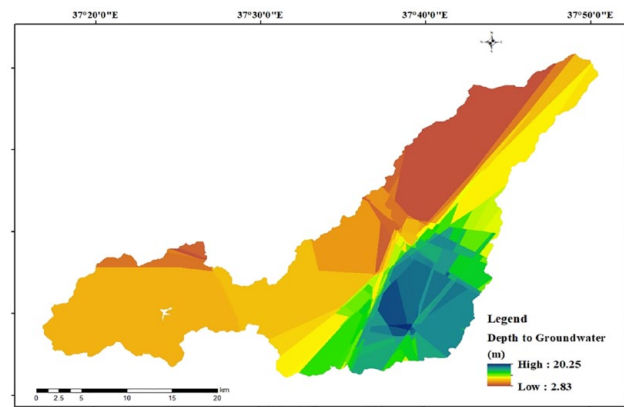 37°20'0"E 37°30'0"E 37°40'0"E 37°50'0"E
Legend
Depth to Groundwater
(m)
High : 20.25
Low : 2.83
km
0 2.5 5 10 15 20